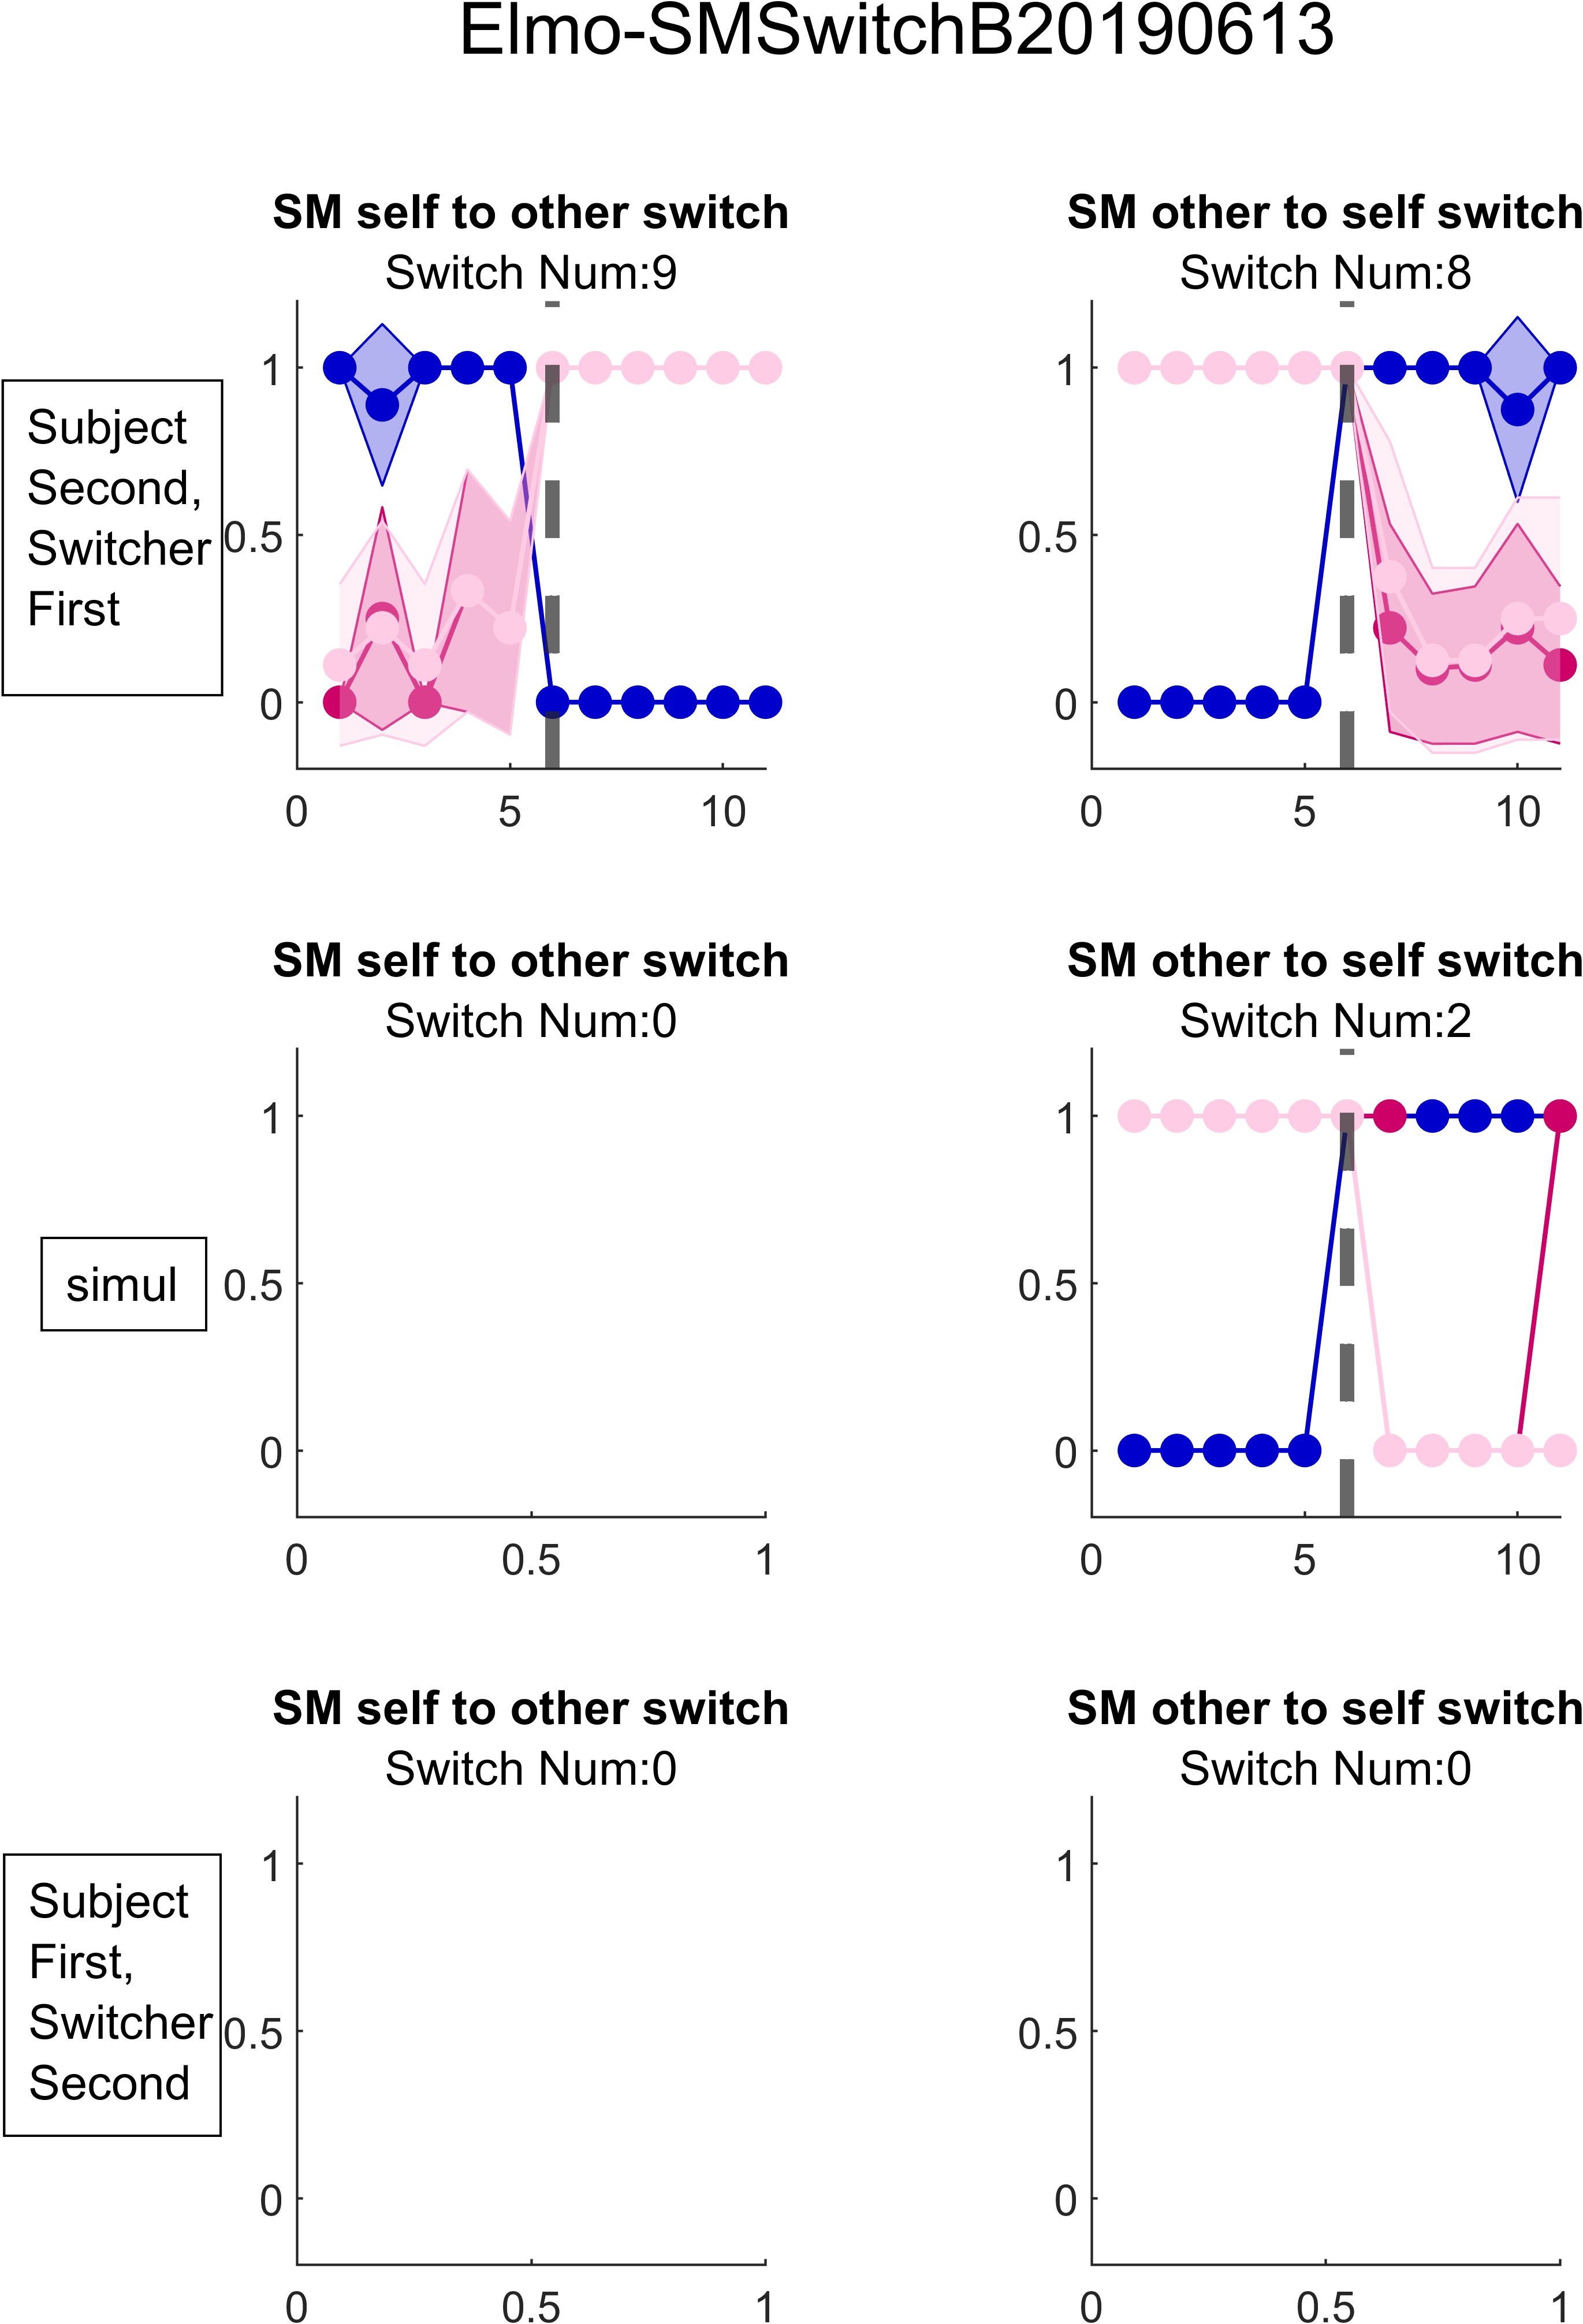 Elmo-SMSwitchB20190613
SM self to other switch
Switch Num:9
SM other to self switch
Switch Num:8
Subject
Second,
Switcher
First
1
0.5
0
0
5
10
1
0.5
0
0
5
10
SM self to other switch
Switch Num:0
SM other to self switch
Switch Num:2
simul
1
0.5
0
0
0.5
1
1
0.5
0
0
5
10
SM self to other switch
Switch Num:0
SM other to self switch
Switch Num:0
Subject
First,
Switcher
Second
1
0.5
0
0
0.5
1
1
0.5
0
0
0.5
1